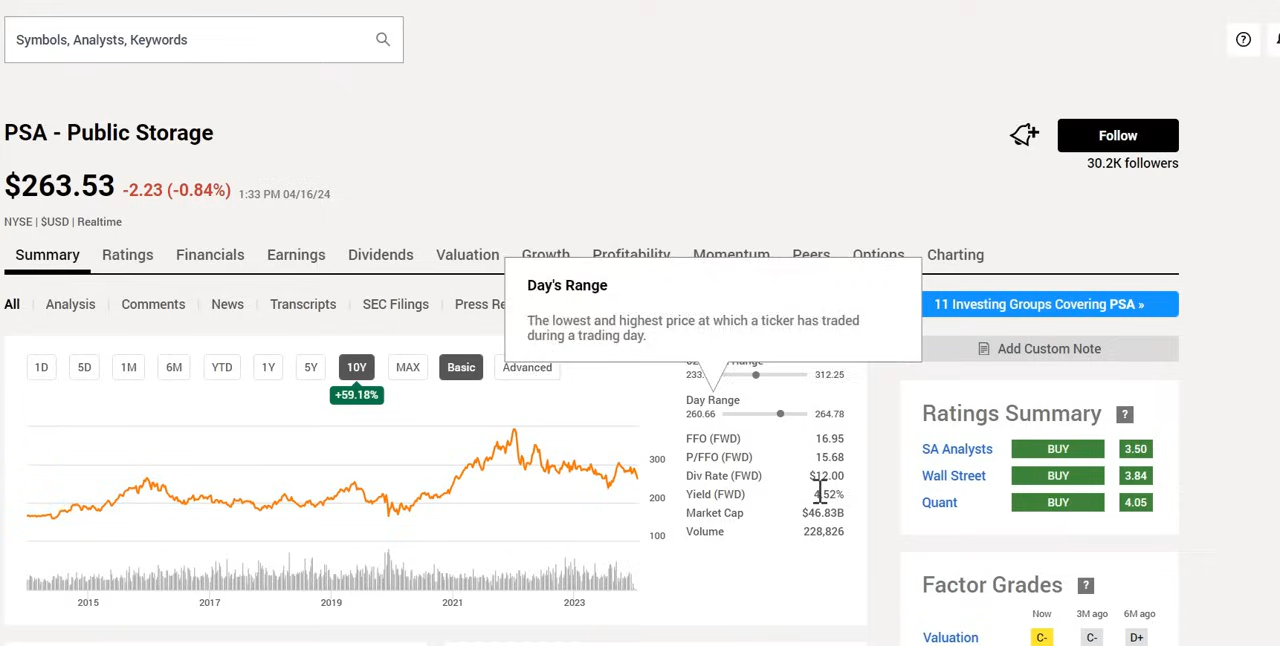 Symbols, Analysts, Keywords
PSA - Public Storage
Follow
30.2K followers
$263.53 -2.23 (-0.84%) 1:33 PM 04/16/24
NYSE | $USD | Realtime
Summary Ratings Financials Earnings Dividends Valuation Growth Profitability Momentum Peers Options Charting
Day's Range
The lowest and highest price at which a ticker has traded
during a trading day.
All Analysis Comments News Transcripts SEC Filings Press
11 Investing Groups Covering PSA »
Add Custom Note
1D 5D 1M 6M YTD 1Y 5Y 10Y MAX Basic Advanced
+59.18%
300
200
100
2015 2017 2019 2021 2023
312.25
Day Range
260.66 264.78
FFO (FWD) 16.95
P/FFO (FWD) 15.68
Div Rate (FWD) $12.00
Yield (FWD) 4.52%
Market Cap $46.83B
Volume 228,826
Ratings Summary ?
SA Analysts BUY 3.50
Wall Street BUY 3.84
Quant BUY 4.05
Factor Grades ?
Now 3M ago 6M ago
Valuation C- C- D+